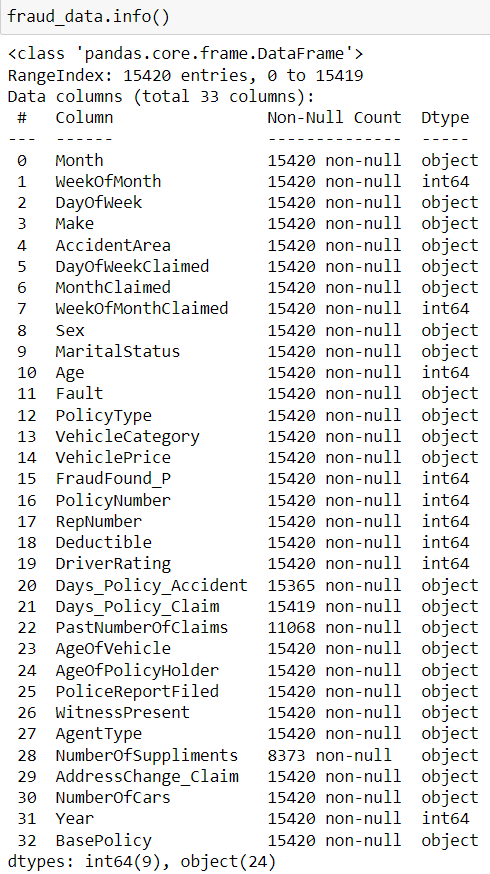 fraud_data.info()
<class 'pandas.core.frame.DataFrame'>
RangeIndex: 15420 entries, 0 to 15419
Data columns (total 33 columns):
 #   Column                Non-Null Count  Dtype
---  ------                --------------  -----
 0   Month                 15420 non-null  object
 1   WeekOfMonth           15420 non-null  int64
 2   DayOfWeek             15420 non-null  object
 3   Make                  15420 non-null  object
 4   AccidentArea          15420 non-null  object
 5   DayOfWeekClaimed      15420 non-null  object
 6   MonthClaimed          15420 non-null  object
 7   WeekOfMonthClaimed    15420 non-null  int64
 8   Sex                   15420 non-null  object
 9   MaritalStatus         15420 non-null  object
 10  Age                   15420 non-null  int64
 11  Fault                 15420 non-null  object
 12  PolicyType            15420 non-null  object
 13  VehicleCategory       15420 non-null  object
 14  VehiclePrice          15420 non-null  object
 15  FraudFound_P          15420 non-null  int64
 16  PolicyNumber          15420 non-null  int64
 17  RepNumber             15420 non-null  int64
 18  Deductible            15420 non-null  int64
 19  DriverRating          15420 non-null  int64
 20  Days_Policy_Accident  15365 non-null  object
 21  Days_Policy_Claim     15419 non-null  object
 22  PastNumberOfClaims    11068 non-null  object
 23  AgeOfVehicle          15420 non-null  object
 24  AgeOfPolicyHolder     15420 non-null  object
 25  PoliceReportFiled     15420 non-null  object
 26  WitnessPresent        15420 non-null  object
 27  AgentType             15420 non-null  object
 28  NumberOfSuppliments   8373 non-null   object
 29  AddressChange_Claim   15420 non-null  object
 30  NumberOfCars          15420 non-null  object
 31  Year                  15420 non-null  int64
 32  BasePolicy            15420 non-null  object
dtypes: int64(9), object(24)